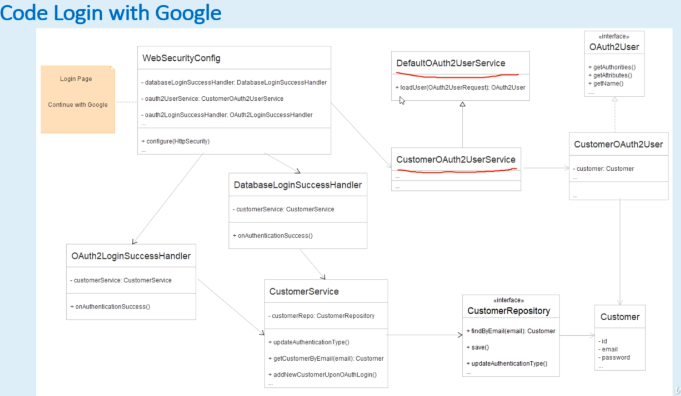 Code Login with Google
Login Page
Continue with Google
WebSecurityConfig
- databaseLoginSuccessHandler: DatabaseLoginSuccessHandler
- oauth2UserService: CustomerOAuth2UserService
- oauth2LoginSuccessHandler: OAuth2LoginSuccessHandler
...
+ configure(HttpSecurity)
...
DefaultOAuth2UserService
+ loadUser(OAuth2UserRequest): OAuth2User
«interface»
OAuth2User
+ getAuthorities()
+ getAttributes()
+ getName()
...
CustomerOAuth2UserService
...
...
CustomerOAuth2User
- customer: Customer
...
...
DatabaseLoginSuccessHandler
- customerService: CustomerService
+ onAuthenticationSuccess()
OAuth2LoginSuccessHandler
- customerService: CustomerService
+ onAuthenticationSuccess()
CustomerService
- customerRepo: CustomerRepository
+ updateAuthenticationType()
+ getCustomerByEmail(email): Customer
+ addNewCustomerUponOAuthLogin()
...
«interface»
CustomerRepository
+ findByEmail(email): Customer
+ save()
+ updateAuthenticationType()
...
Customer
- id
- email
- password
...